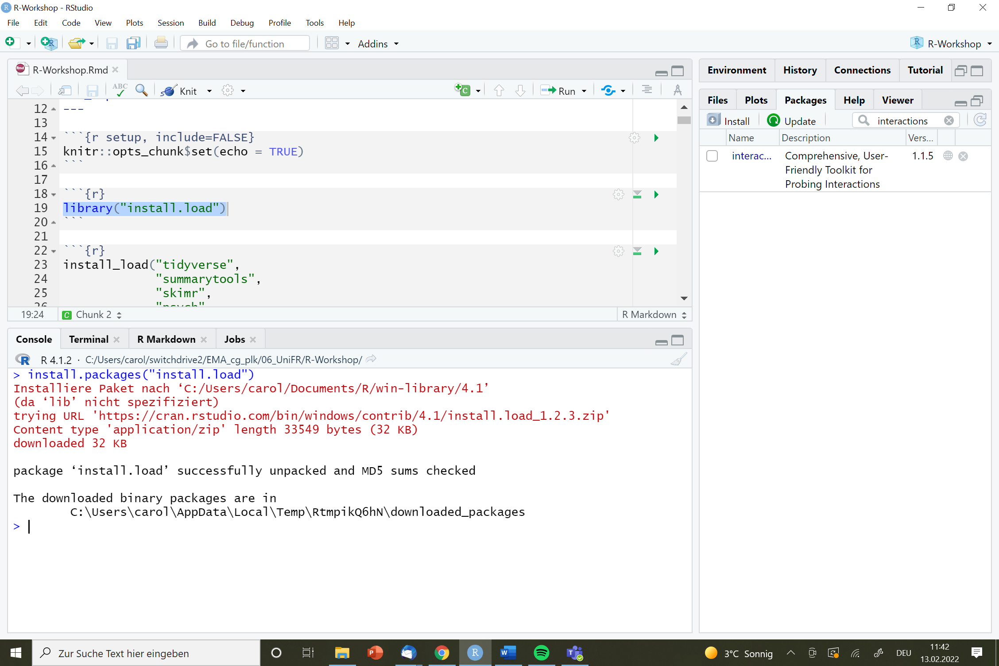 R-Workshop - RStudio
File Edit Code View Plots Session Build Debug Profile Tools Help
Go to file/function Addins R-Workshop
R-Workshop.Rmd
ABC Knit Run
12 ---
13
14 ```{r setup, include=FALSE}
15 knitr::opts_chunk$set(echo = TRUE)
16 ```
17
18 ```{r}
19 library("install.load")
20 ```
21
22 ```{r}
23 install_load("tidyverse",
24 "summarytools",
25 "skimr",
26 "psych"
19:24 Chunk 2 R Markdown
Console Terminal R Markdown Jobs
R 4.1.2 · C:/Users/carol/switchdrive2/EMA_cg_plk/06_UniFR/R-Workshop/
> install.packages("install.load")
Installiere Paket nach ‘C:/Users/carol/Documents/R/win-library/4.1’
(da ‘lib’ nicht spezifiziert)
trying URL 'https://cran.rstudio.com/bin/windows/contrib/4.1/install.load_1.2.3.zip'
Content type 'application/zip' length 33549 bytes (32 KB)
downloaded 32 KB
package ‘install.load’ successfully unpacked and MD5 sums checked
The downloaded binary packages are in
C:\Users\carol\AppData\Local\Temp\RtmpikQ6hN\downloaded_packages
>
Environment History Connections Tutorial
Files Plots Packages Help Viewer
Install Update interactions
Name Description Vers...
interac... Comprehensive, User- 1.1.5
Friendly Toolkit for
Probing Interactions
Zur Suche Text hier eingeben
3°C Sonnig
DEU
11:42
13.02.2022